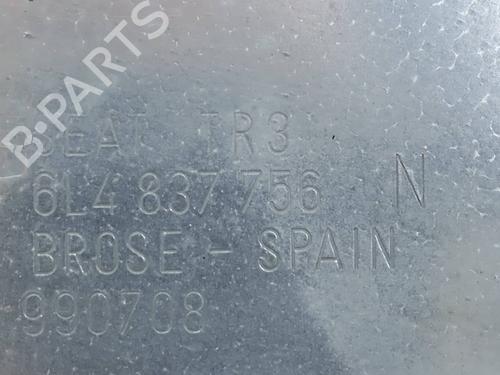 B-PARTS
SEAT TR3
6L4 837 756 N
BROSE - SPAIN
990708